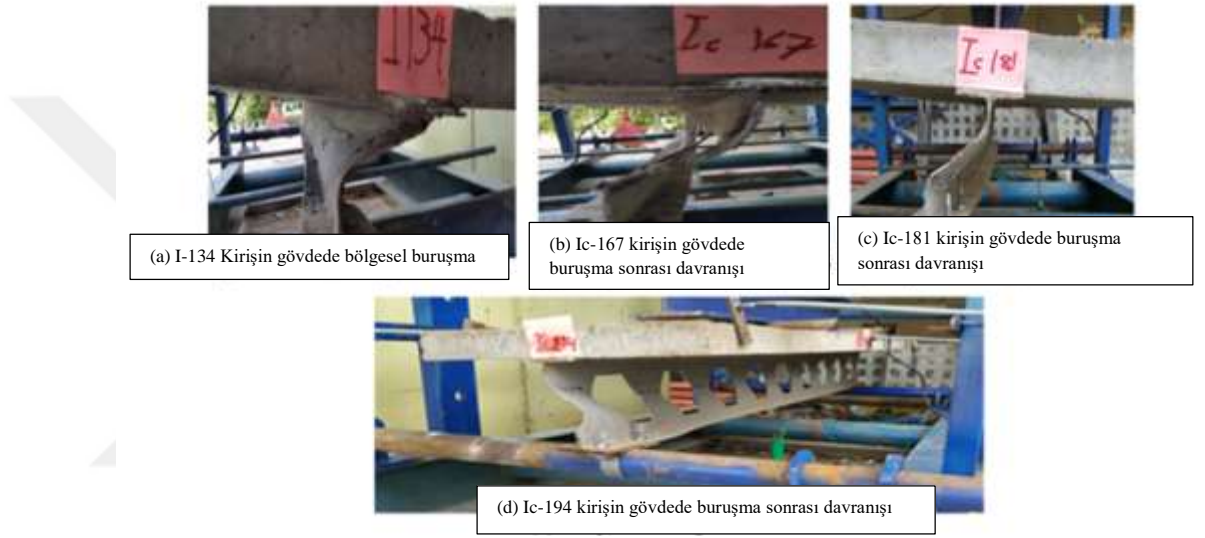 I134
Ic 167
Ic 181
(a) I-134 Kirişin gövdede bölgesel buruşma
(b) Ic-167 kirişin gövdede
buruşma sonrası davranışı
(c) Ic-181 kirişin gövdede buruşma
sonrası davranışı
(d) Ic-194 kirişin gövdede buruşma sonrası davranışı